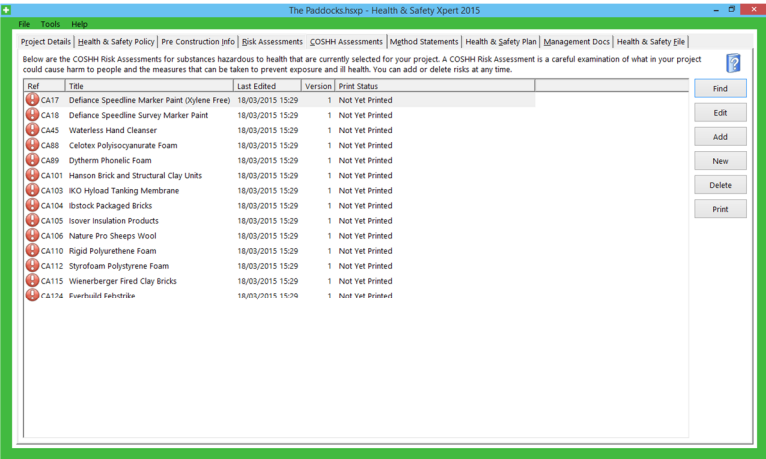 The Paddocks.hsxp - Health & Safety Xpert 2015
File Tools Help
Project Details Health & Safety Policy Pre Construction Info Risk Assessments COSHH Assessments Method Statements Health & Safety Plan Management Docs Health & Safety File
Below are the COSHH Risk Assessments for substances hazardous to health that are currently selected for your project. A COSHH Risk Assessment is a careful examination of what in your project
could cause harm to people and the measures that can be taken to prevent exposure and ill health. You can add or delete risks at any time.
Ref Title Last Edited Version Print Status
CA17 Defiance Speedline Marker Paint (Xylene Free) 18/03/2015 15:29 1 Not Yet Printed
CA18 Defiance Speedline Survey Marker Paint 18/03/2015 15:29 1 Not Yet Printed
CA45 Waterless Hand Cleanser 18/03/2015 15:29 1 Not Yet Printed
CA88 Celotex Polyisocyanurate Foam 18/03/2015 15:29 1 Not Yet Printed
CA89 Dytherm Phonelic Foam 18/03/2015 15:29 1 Not Yet Printed
CA101 Hanson Brick and Structural Clay Units 18/03/2015 15:29 1 Not Yet Printed
CA103 IKO Hyload Tanking Membrane 18/03/2015 15:29 1 Not Yet Printed
CA104 Ibstock Packaged Bricks 18/03/2015 15:29 1 Not Yet Printed
CA105 Isover Insulation Products 18/03/2015 15:29 1 Not Yet Printed
CA106 Nature Pro Sheeps Wool 18/03/2015 15:29 1 Not Yet Printed
CA110 Rigid Polyurethene Foam 18/03/2015 15:29 1 Not Yet Printed
CA112 Styrofoam Polystyrene Foam 18/03/2015 15:29 1 Not Yet Printed
CA115 Wienerberger Fired Clay Bricks 18/03/2015 15:29 1 Not Yet Printed
CA124 Everbuild Febstrike 18/03/2015 15:29 1 Not Yet Printed
Find
Edit
Add
New
Delete
Print